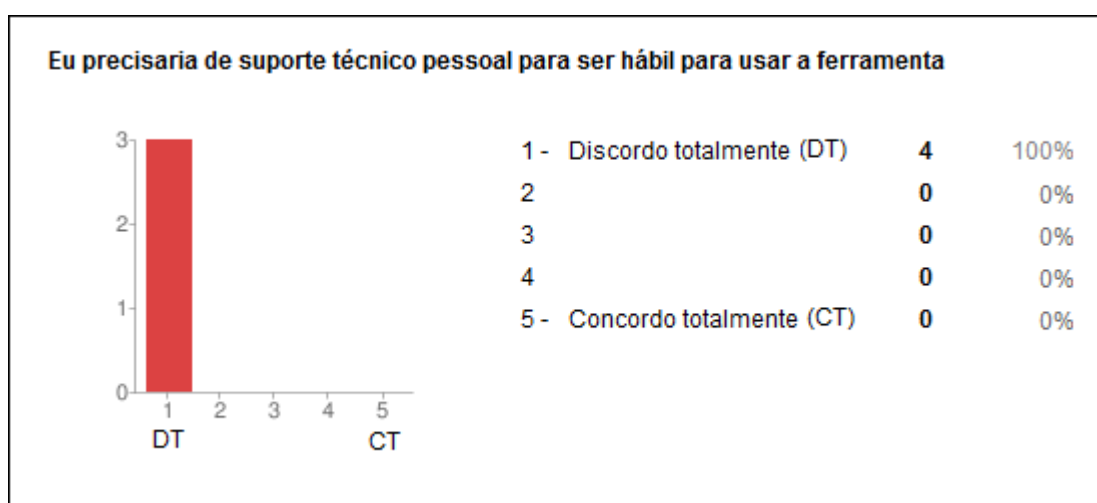 Eu precisaria de suporte técnico pessoal para ser hábil para usar a ferramenta
3
2
1
0
1 2 3 4 5
DT CT
1 - Discordo totalmente (DT) 4 100%
2 0 0%
3 0 0%
4 0 0%
5 - Concordo totalmente (CT) 0 0%